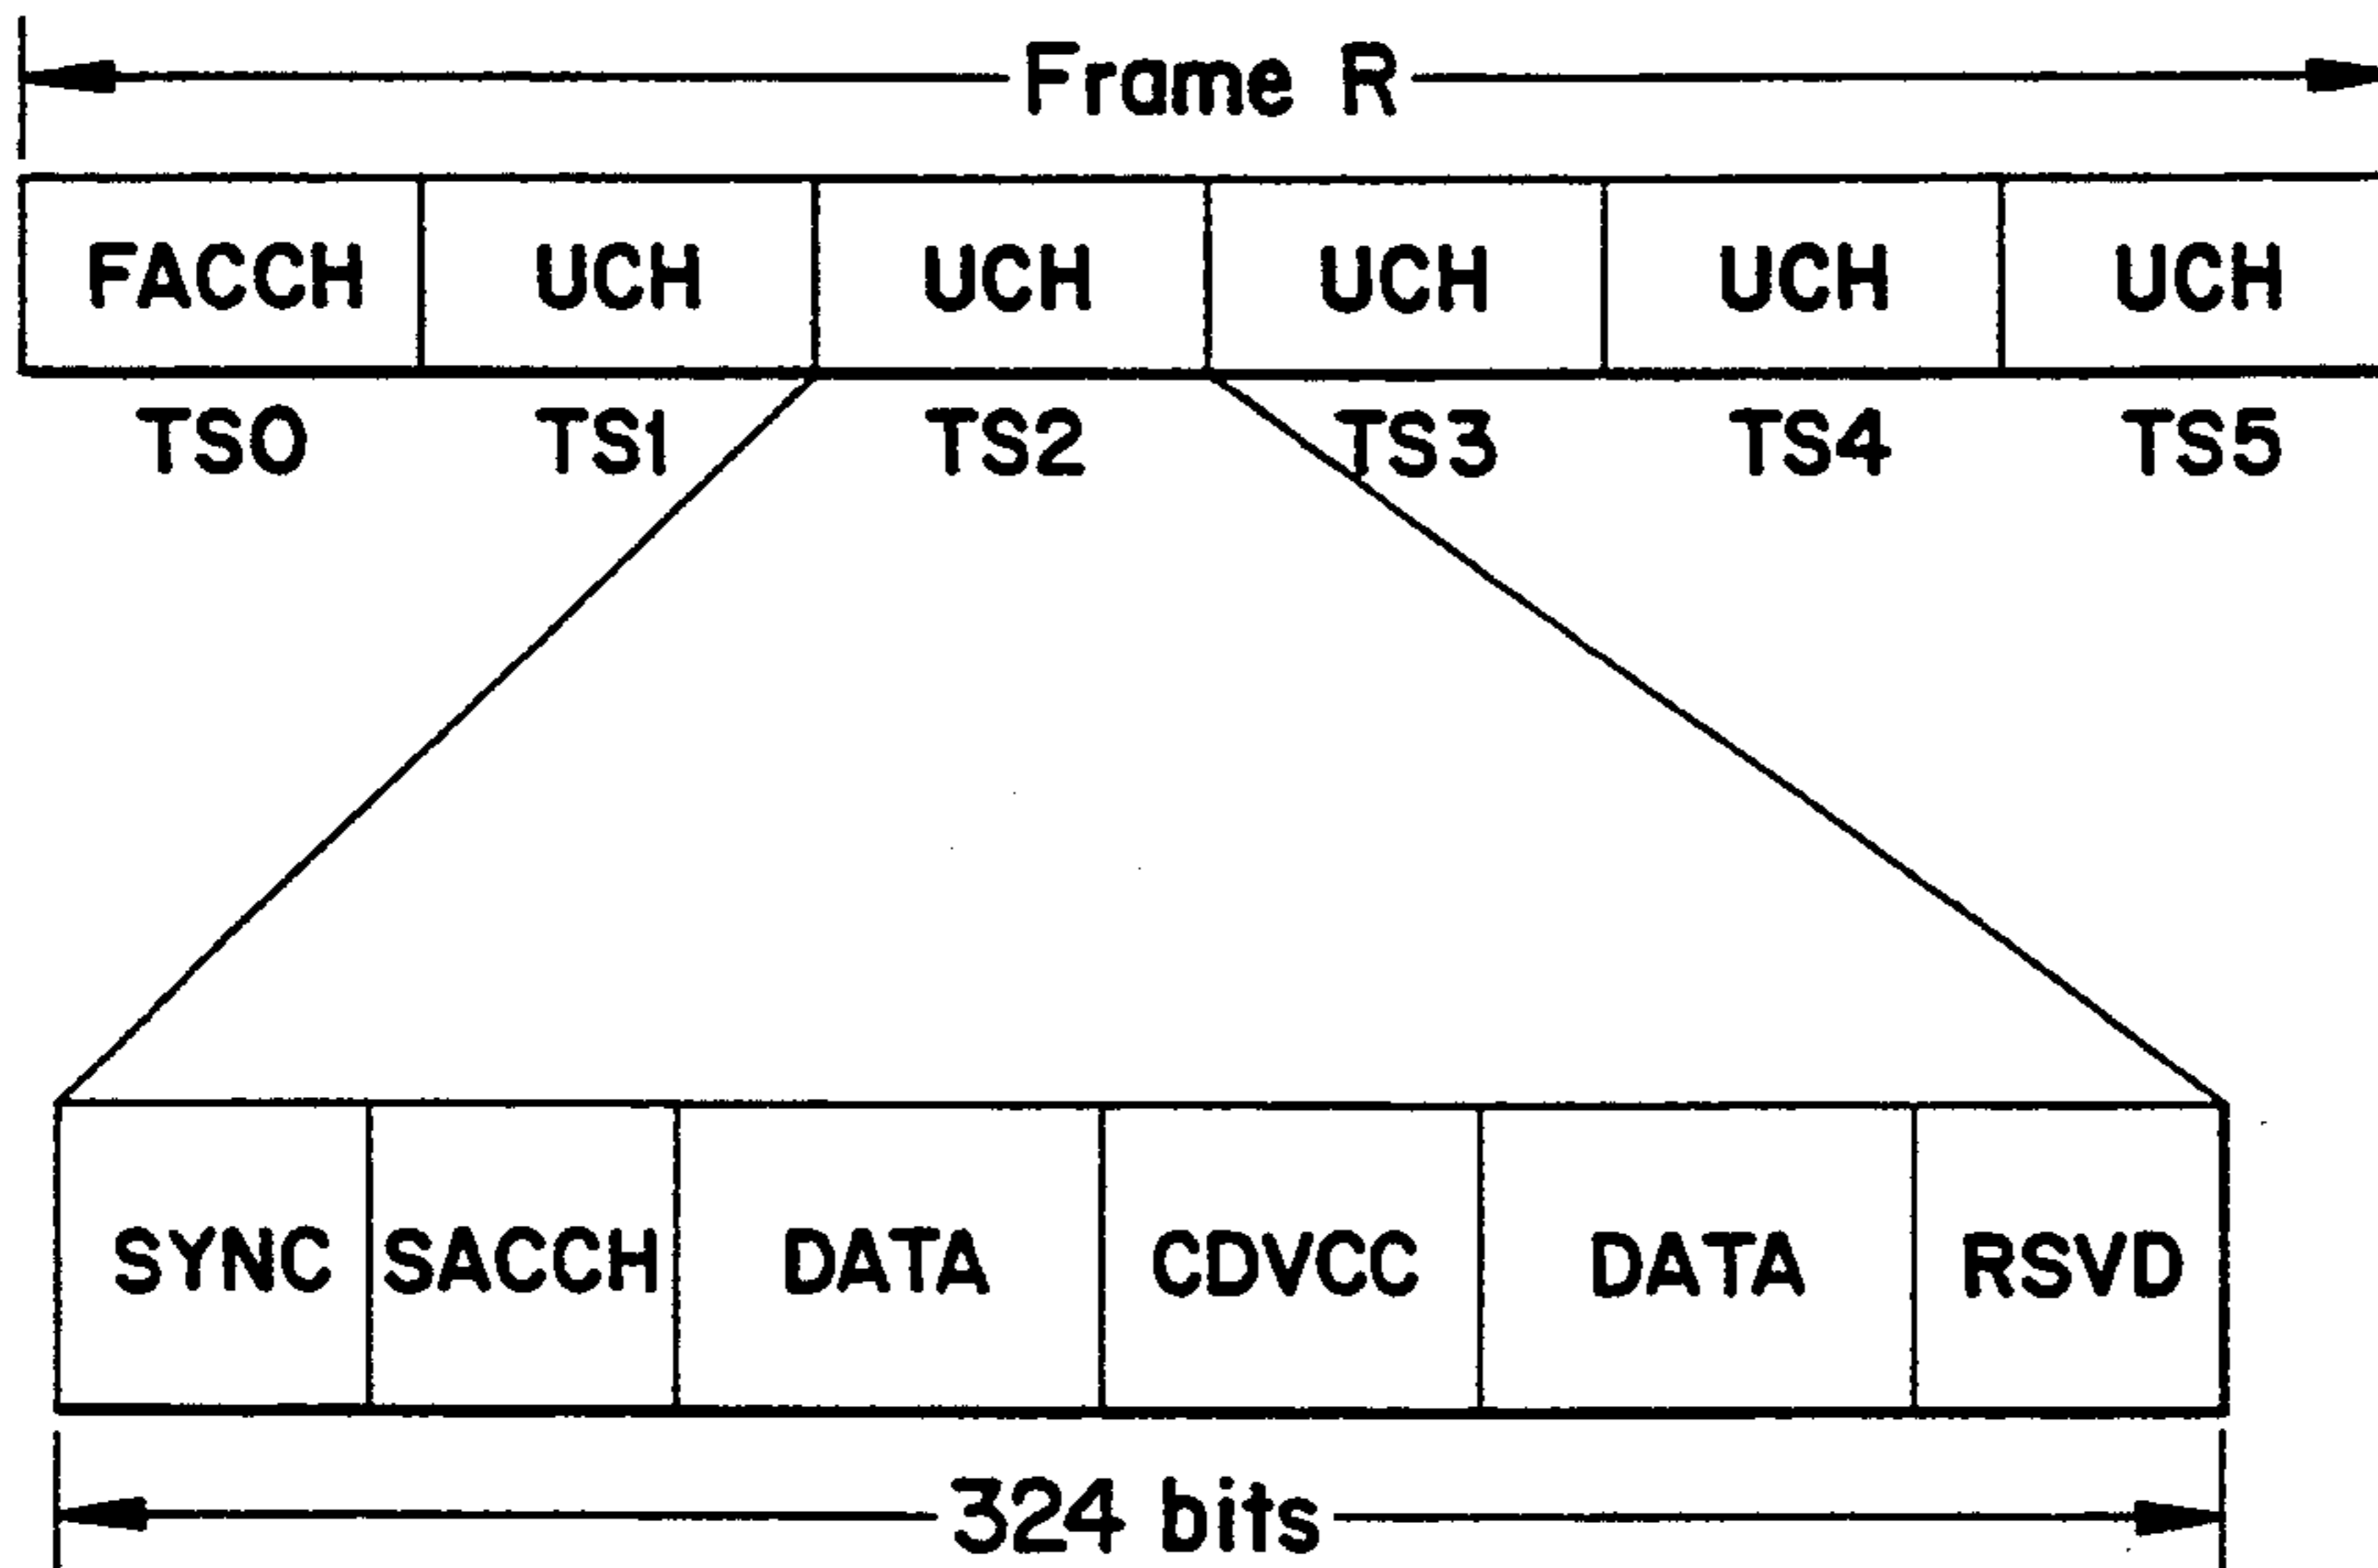 Frame R
FACCH UCH UCH UCH UCH UCH
TS0 TS1 TS2 TS3 TS4 TS5
SYNC SACCH DATA CDVCC DATA RSVD
324 bits